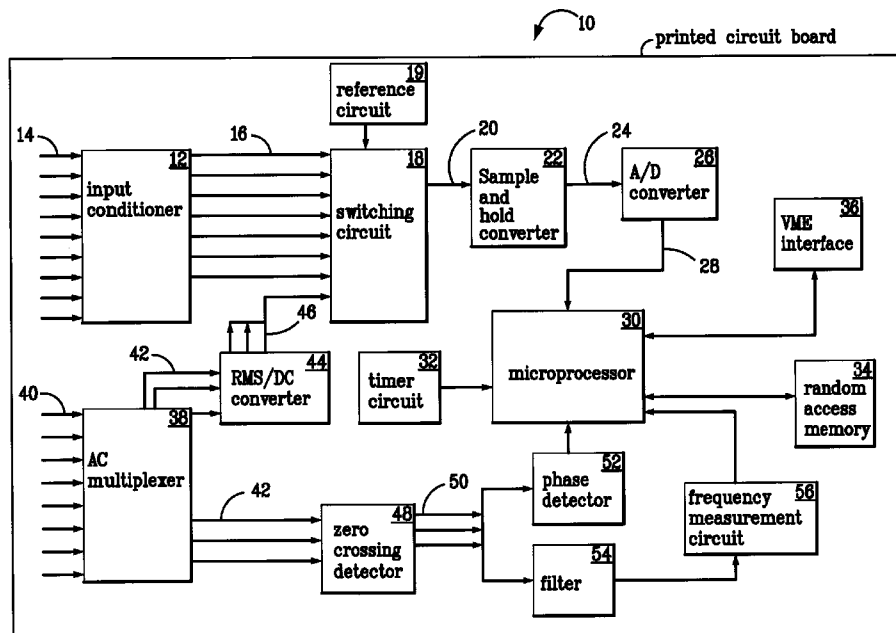 10
printed circuit board
19
reference
circuit
14
12
input
conditioner
16
18
switching
circuit
20
22
Sample
and
hold
converter
24
26
A/D
converter
28
36
VME
interface
46
42
44
RMS/DC
converter
32
timer
circuit
30
microprocessor
34
random
access
memory
40
38
AC
multiplexer
42
48
zero
crossing
detector
50
52
phase
detector
54
filter
56
frequency
measurement
circuit